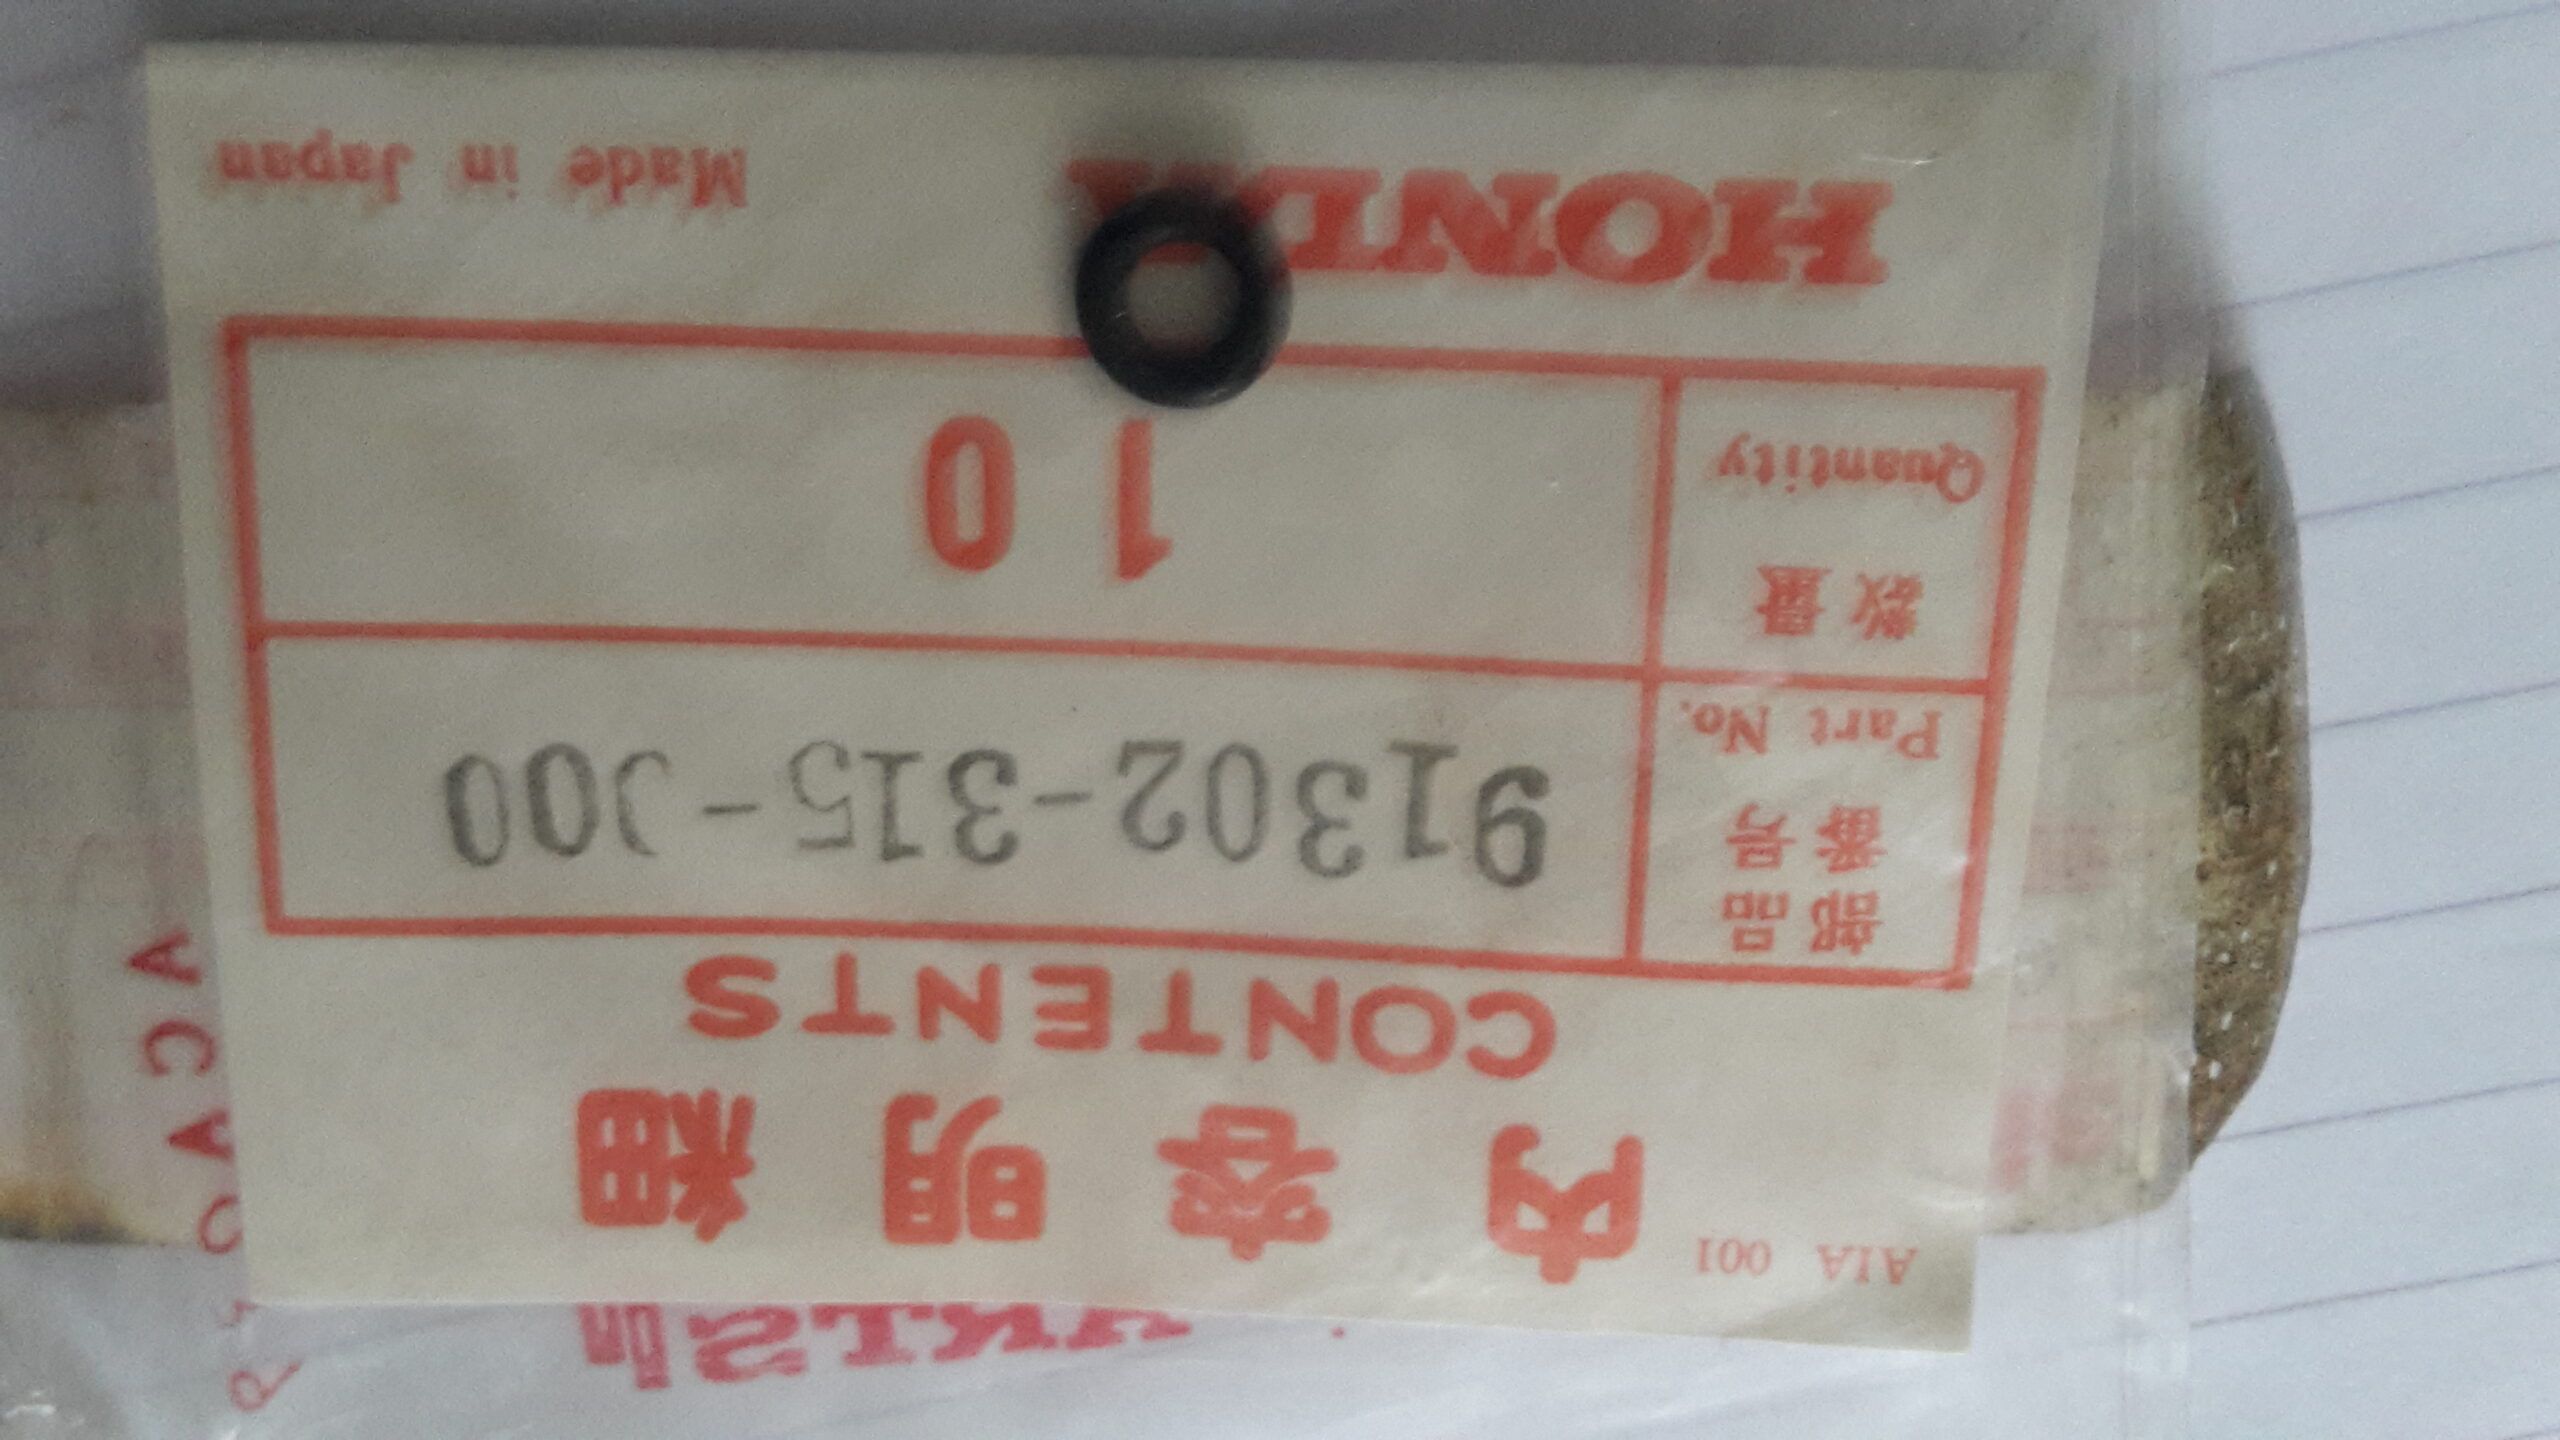 AIA 001
内容明細
CONTENTS
部品番号
Part No.
91302-315-000
数量
Quantity
10
HONDA
Made in Japan